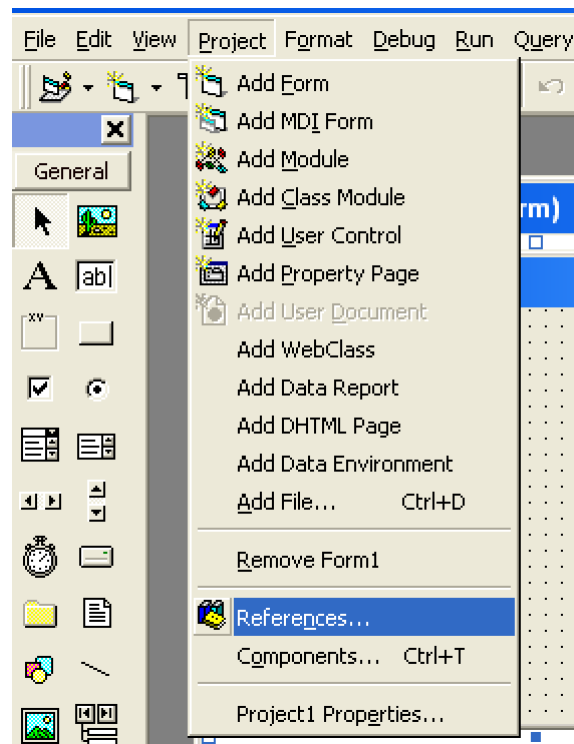 File Edit View Project Format Debug Run Query
General
Add Form
Add MDI Form
Add Module
Add Class Module
Add User Control
Add Property Page
Add User Document
Add WebClass
Add Data Report
Add DHTML Page
Add Data Environment
Add File... Ctrl+D
Remove Form1
References...
Components... Ctrl+T
Project1 Properties...
rm)
A
ab|
xv